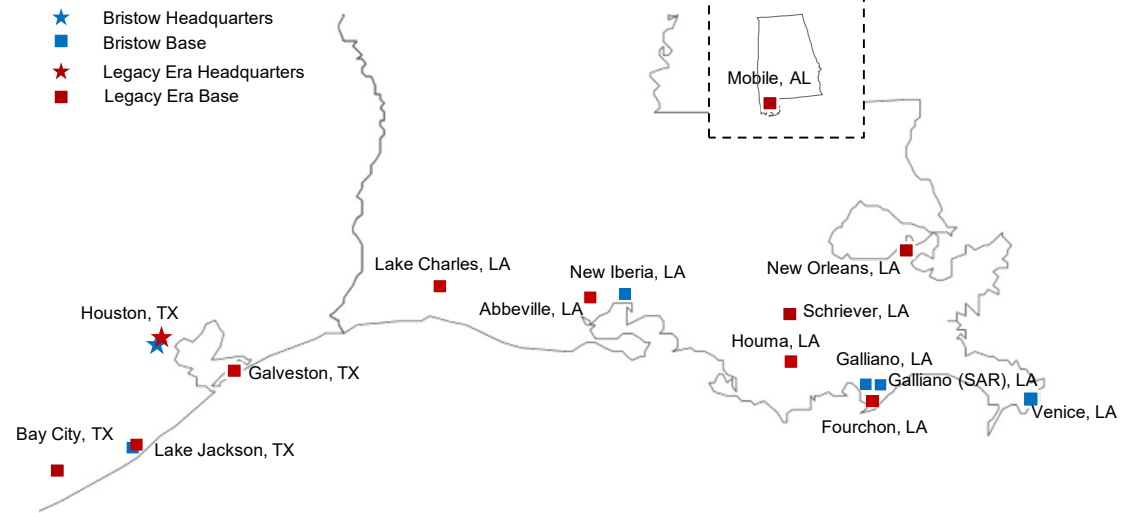 Bristow Headquarters
Bristow Base
Legacy Era Headquarters
Legacy Era Base
Mobile, AL
Lake Charles, LA
New Iberia, LA
New Orleans, LA
Abbeville, LA
Schriever, LA
Houston, TX
Houma, LA
Galliano, LA
Galveston, TX
Galliano (SAR), LA
Venice, LA
Fourchon, LA
Bay City, TX
Lake Jackson, TX